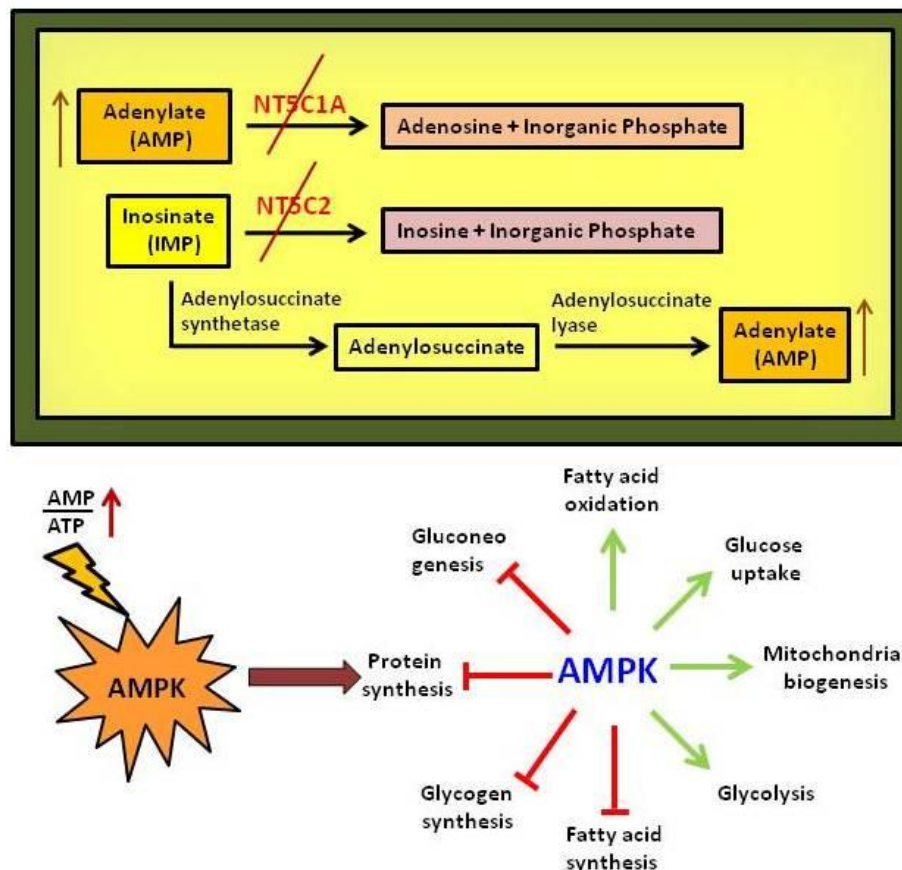 Adenylate
(AMP)
NT5C1A
Adenosine + Inorganic Phosphate
Inosinate
(IMP)
NT5C2
Inosine + Inorganic Phosphate
Adenylosuccinate
synthetase
Adenylosuccinate
Adenylosuccinate
lyase
Adenylate
(AMP)
AMP
ATP
AMPK
Gluconeo
genesis
Fatty acid
oxidation
Glucose
uptake
Protein
synthesis
AMPK
Mitochondria
biogenesis
Glycogen
synthesis
Fatty acid
synthesis
Glycolysis